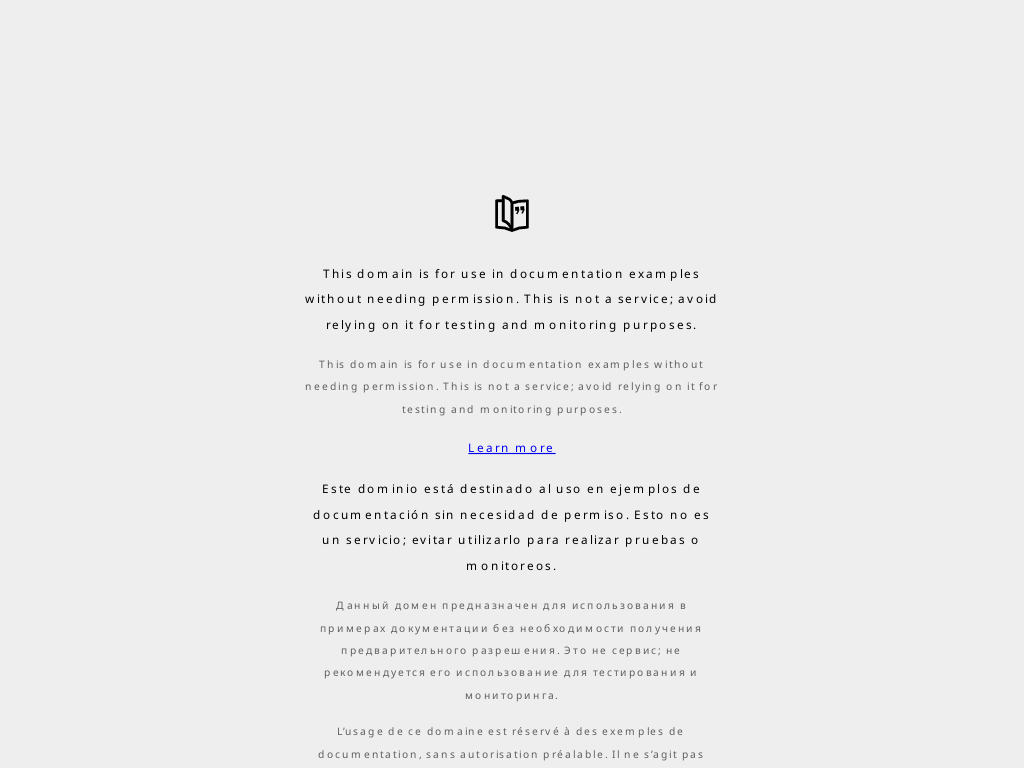 This domain is for use in documentation examples
without needing permission. This is not a service; avoid
relying on it for testing and monitoring purposes.
This domain is for use in documentation examples without
needing permission. This is not a service; avoid relying on it for
testing and monitoring purposes.
Learn more
Este dominio está destinado al uso en ejemplos de
documentación sin necesidad de permiso. Esto no es
un servicio; evitar utilizarlo para realizar pruebas o
monitoreos.
Данный домен предназначен для использования в
примерах документации без необходимости получения
предварительного разрешения. Это не сервис; не
рекомендуется его использование для тестирования и
мониторинга.
L’usage de ce domaine est réservé à des exemples de
documentation, sans autorisation préalable. Il ne s’agit pas